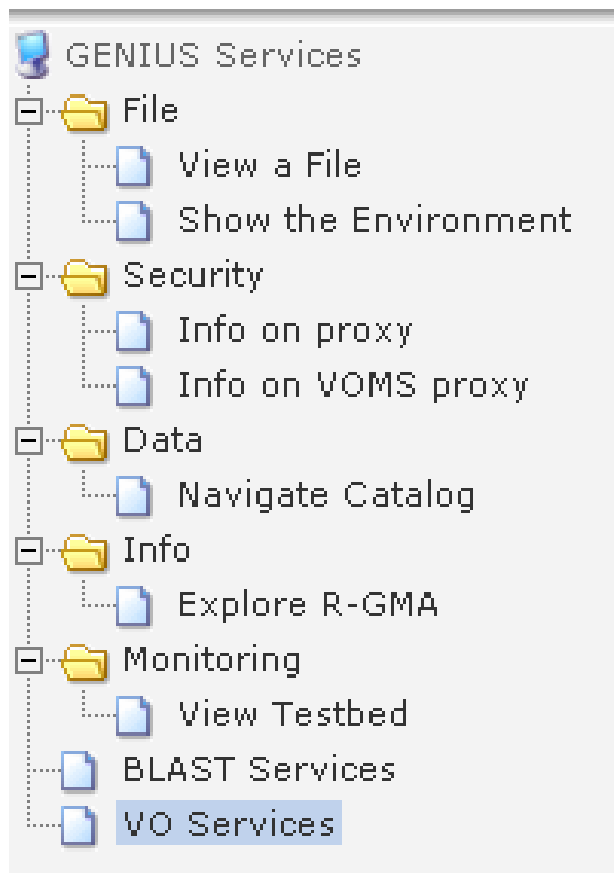 GENIUS Services
File
View a File
Show the Environment
Security
Info on proxy
Info on VOMS proxy
Data
Navigate Catalog
Info
Explore R-GMA
Monitoring
View Testbed
BLAST Services
VO Services